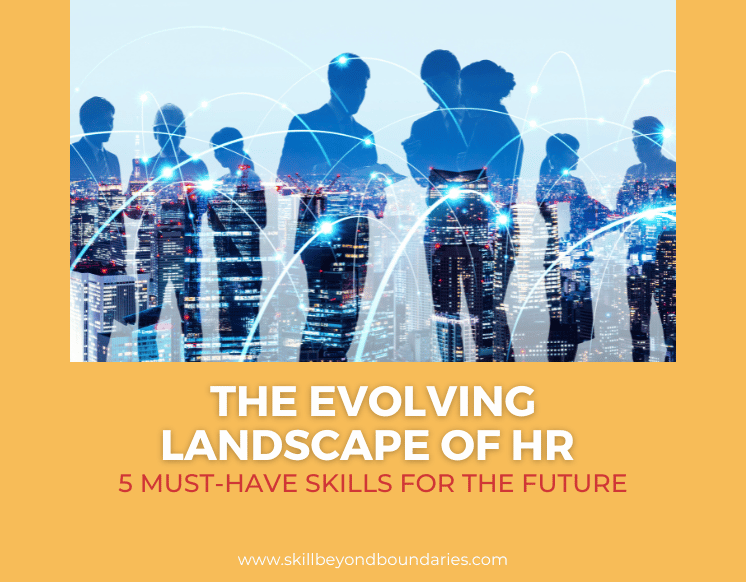 THE EVOLVING
LANDSCAPE OF HR
5 MUST-HAVE SKILLS FOR THE FUTURE
www.skillbeyondboundaries.com